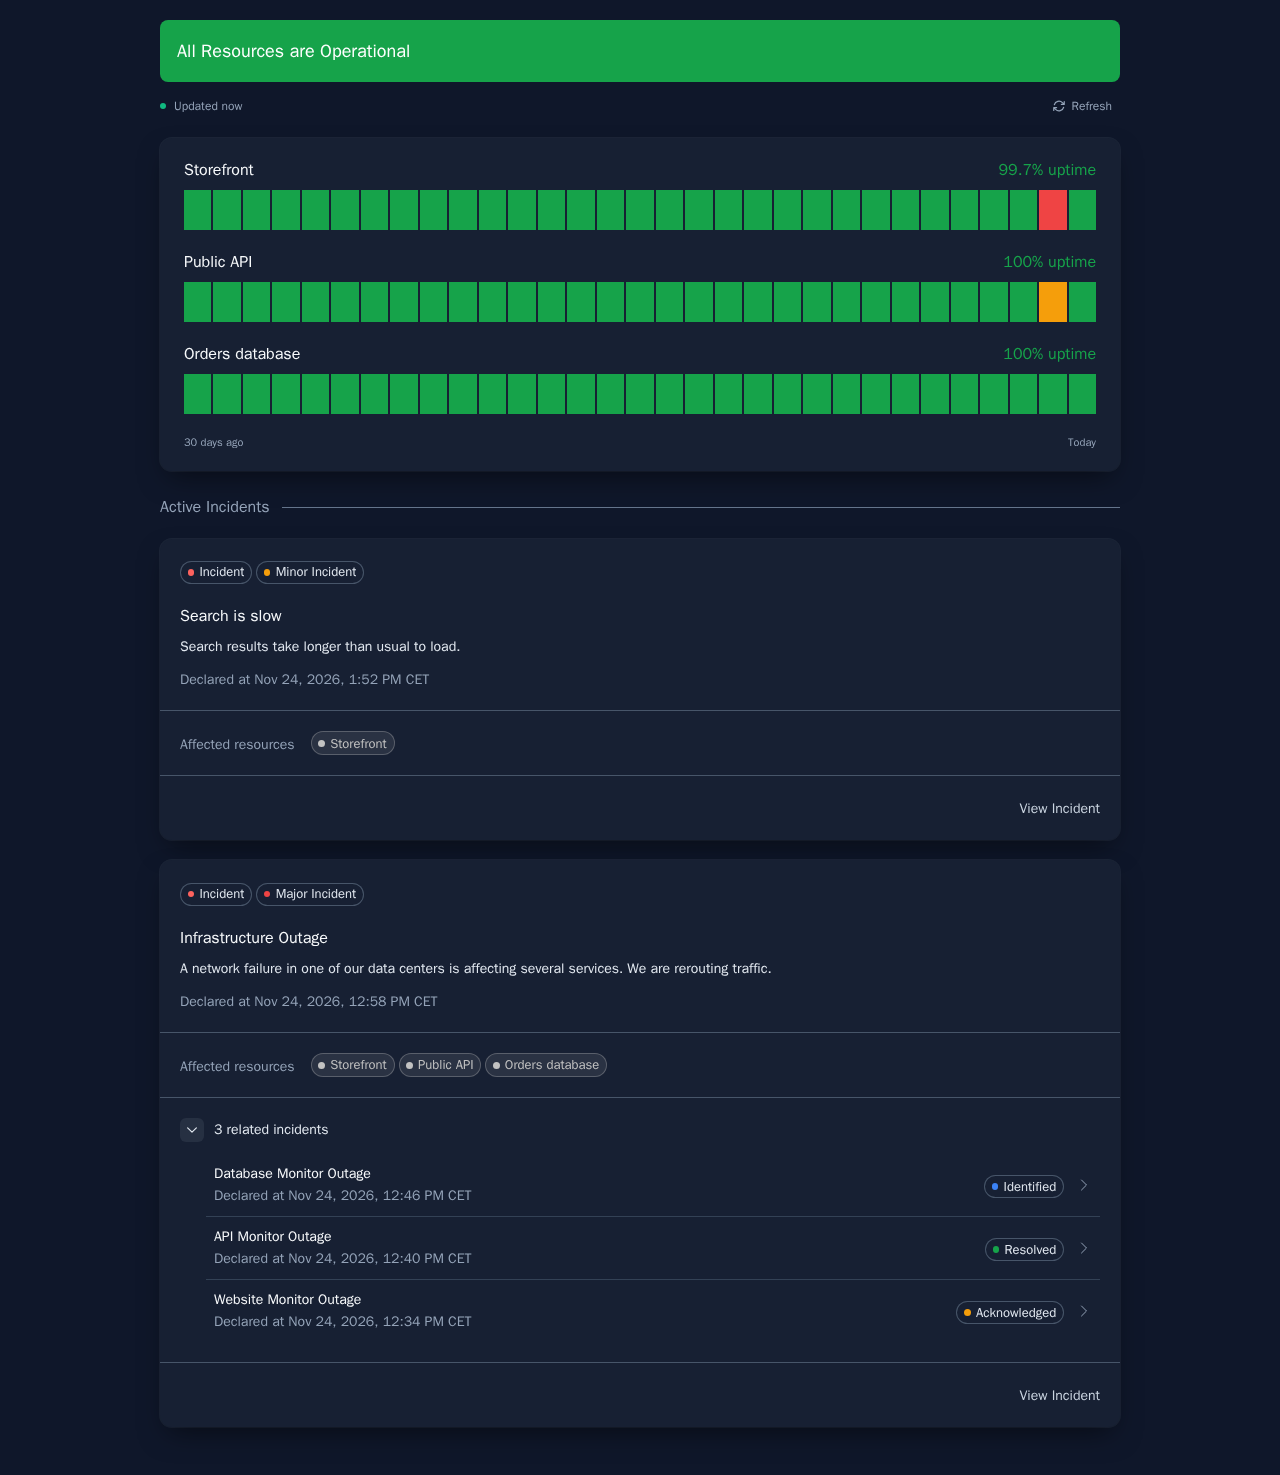 All Resources are Operational
Updated now
Refresh
Storefront
99.7% uptime
Public API
100% uptime
Orders database
100% uptime
30 days ago
Today
Active Incidents
Incident
Minor Incident
Search is slow
Search results take longer than usual to load.
Declared at Nov 24, 2026, 1:52 PM CET
Affected resources
Storefront
View Incident
Incident
Major Incident
Infrastructure Outage
A network failure in one of our data centers is affecting several services. We are rerouting traffic.
Declared at Nov 24, 2026, 12:58 PM CET
Affected resources
Storefront
Public API
Orders database
3 related incidents
Database Monitor Outage
Declared at Nov 24, 2026, 12:46 PM CET
Identified
API Monitor Outage
Declared at Nov 24, 2026, 12:40 PM CET
Resolved
Website Monitor Outage
Declared at Nov 24, 2026, 12:34 PM CET
Acknowledged
View Incident